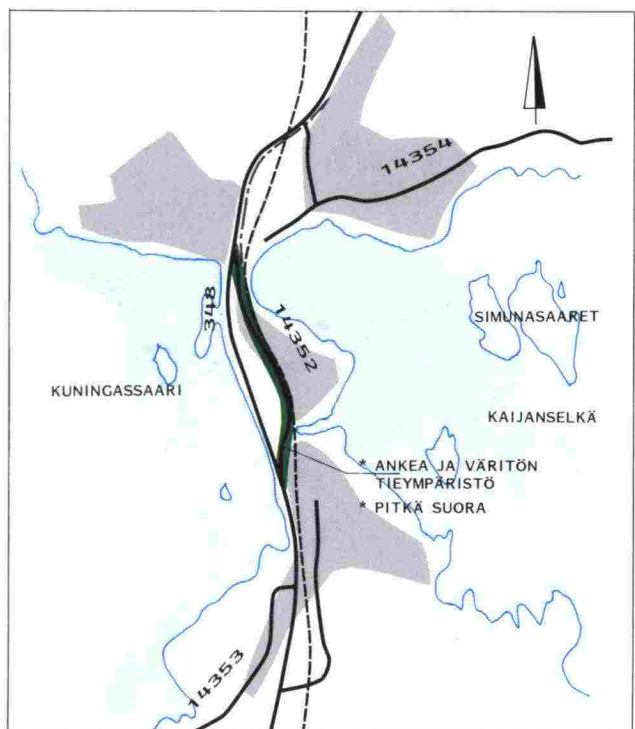 14354
348
14352
SIMUNASAARET
KUNINGASSAARI
KAIJANSELKÄ
* ANKEA JA VÄRITÖN
TIEYMPÄRISTÖ
* PITKÄ SUORA
14353